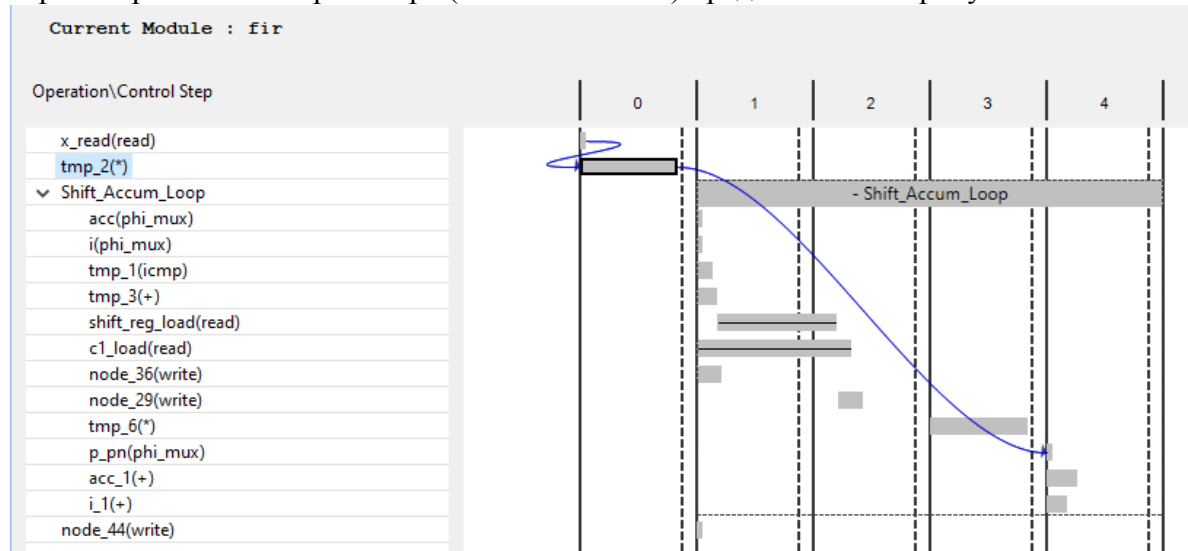 Current Module : fir
Operation\Control Step
0 1 2 3 4
x_read(read)
tmp_2(*)
Shift_Accum_Loop
- Shift_Accum_Loop
acc(phi_mux)
i(phi_mux)
tmp_1(icmp)
tmp_3(+)
shift_reg_load(read)
c1_load(read)
node_36(write)
node_29(write)
tmp_6(*)
p_pn(phi_mux)
acc_1(+)
i_1(+)
node_44(write)